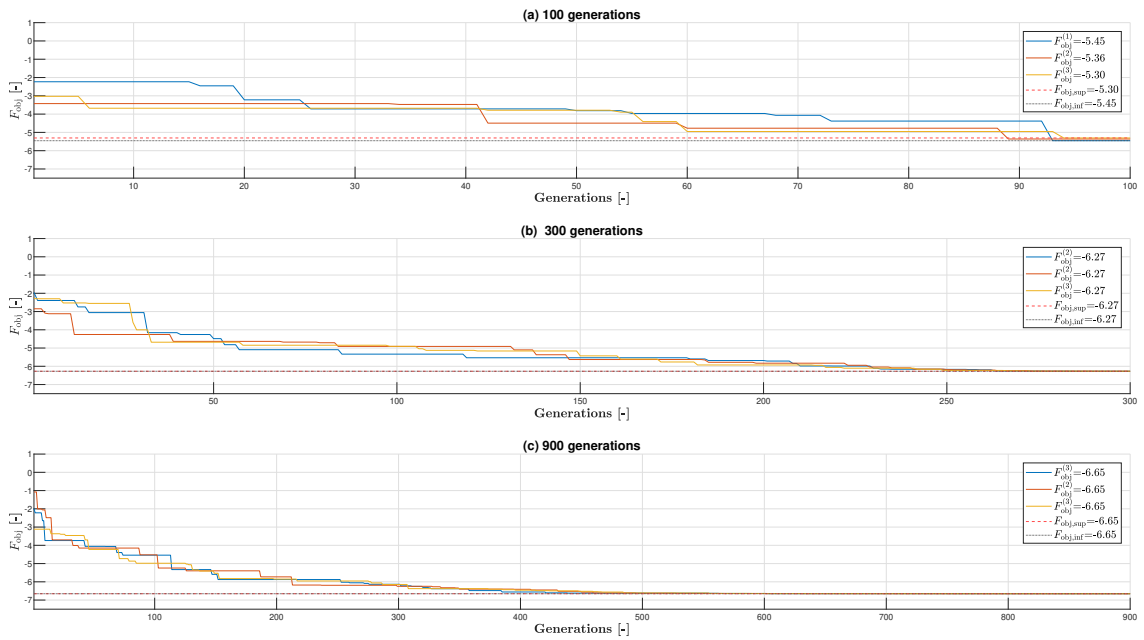 (a) 100 generations
1
0
-1
-2
-3
-4
-5
-6
-7
F_obj [-]
10 20 30 40 50 60 70 80 90 100
Generations [-]
F_obj^(1)=-5.45
F_obj^(2)=-5.36
F_obj^(3)=-5.30
F_obj,sup=-5.30
F_obj,inf=-5.45
(b) 300 generations
1
0
-1
-2
-3
-4
-5
-6
-7
F_obj [-]
50 100 150 200 250 300
Generations [-]
F_obj^(2)=-6.27
F_obj^(2)=-6.27
F_obj^(3)=-6.27
F_obj,sup=-6.27
F_obj,inf=-6.27
(c) 900 generations
1
0
-1
-2
-3
-4
-5
-6
-7
F_obj [-]
100 200 300 400 500 600 700 800 900
Generations [-]
F_obj^(3)=-6.65
F_obj^(2)=-6.65
F_obj^(3)=-6.65
F_obj,sup=-6.65
F_obj,inf=-6.65